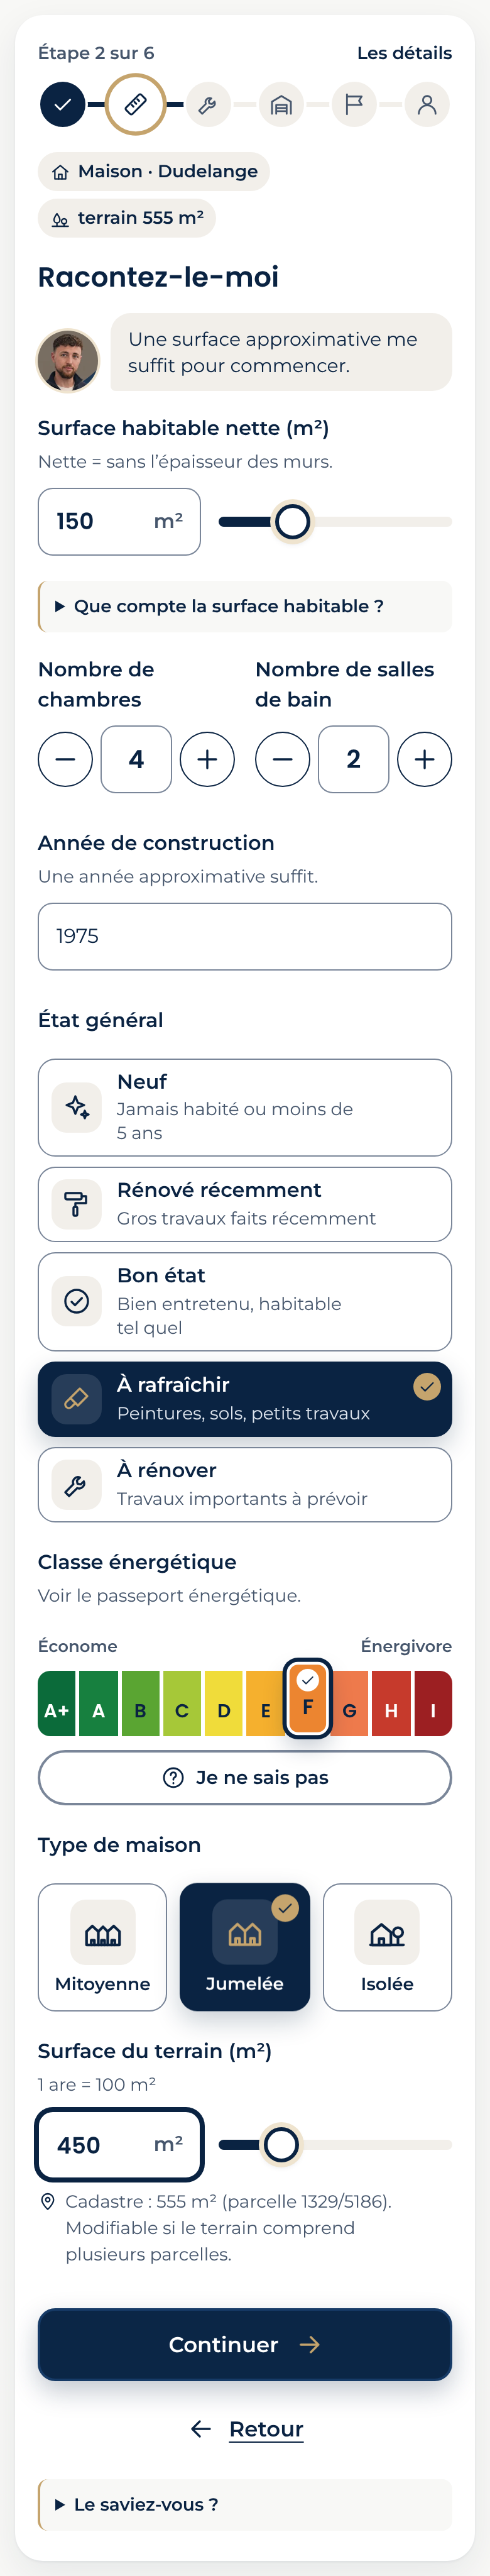 Étape 2 sur 6
Les détails
Maison · Dudelange
terrain 555 m²
Racontez-le-moi
Une surface approximative me
suffit pour commencer.
Surface habitable nette (m²)
Nette = sans l’épaisseur des murs.
150 m²
Que compte la surface habitable ?
Nombre de
chambres
Nombre de salles
de bain
4
2
Année de construction
Une année approximative suffit.
1975
État général
Neuf
Jamais habité ou moins de
5 ans
Rénové récemment
Gros travaux faits récemment
Bon état
Bien entretenu, habitable
tel quel
À rafraîchir
Peintures, sols, petits travaux
À rénover
Travaux importants à prévoir
Classe énergétique
Voir le passeport énergétique.
Économe
Énergivore
A+ A B C D E F G H I
Je ne sais pas
Type de maison
Mitoyenne
Jumelée
Isolée
Surface du terrain (m²)
1 are = 100 m²
450 m²
Cadastre : 555 m² (parcelle 1329/5186).
Modifiable si le terrain comprend
plusieurs parcelles.
Continuer
Retour
Le saviez-vous ?